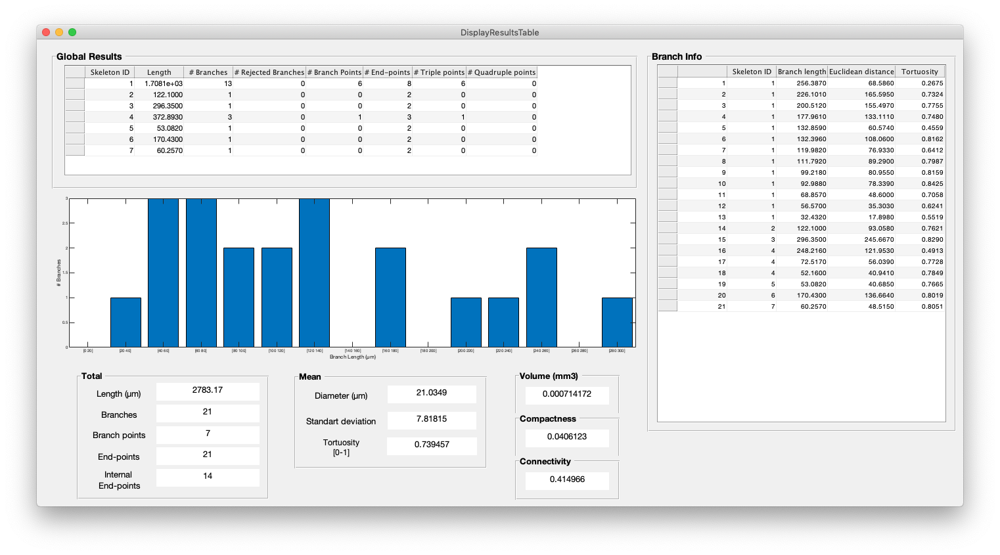 DisplayResultsTable
Global Results
Skeleton ID Length # Branches # Rejected Branches # Branch Points # End-points # Triple points # Quadruple points
1 1.7081e+03 13 0 6 8 6 0
2 122.1000 1 0 0 2 0 0
3 296.3500 1 0 0 2 0 0
4 372.8930 3 0 1 3 1 0
5 53.0820 1 0 0 2 0 0
6 170.4300 1 0 0 2 0 0
7 60.2570 1 0 0 2 0 0
3
2.5
2
1.5
1
0.5
0
# Branches
[0 20] [20 40] [40 60] [60 80] [80 100] [100 120] [120 140] [140 160] [160 180] [180 200] [200 220] [220 240] [240 260] [260 280] [280 300]
Branch Length (µm)
Total
Length (µm) 2783.17
Branches 21
Branch points 7
End-points 21
Internal
End-points 14
Mean
Diameter (µm) 21.0349
Standart deviation 7.81815
Tortuosity
[0-1] 0.739457
Volume (mm3)
0.000714172
Compactness
0.0406123
Connectivity
0.414966
Branch Info
Skeleton ID Branch length Euclidean distance Tortuosity
1 1 256.3870 68.5860 0.2675
2 1 226.1010 165.5950 0.7324
3 1 200.5120 155.4970 0.7755
4 1 177.9610 133.1110 0.7480
5 1 132.8590 60.5740 0.4559
6 1 132.3960 108.0600 0.8162
7 1 119.9820 76.9330 0.6412
8 1 111.7920 89.2900 0.7987
9 1 99.2180 80.9550 0.8159
10 1 92.9880 78.3390 0.8425
11 1 68.8570 48.6000 0.7058
12 1 56.5700 35.3030 0.6241
13 1 32.4320 17.8980 0.5519
14 2 122.1000 93.0580 0.7621
15 3 296.3500 245.6670 0.8290
16 4 248.2160 121.9530 0.4913
17 4 72.5170 56.0390 0.7728
18 4 52.1600 40.9410 0.7849
19 5 53.0820 40.6850 0.7665
20 6 170.4300 136.6640 0.8019
21 7 60.2570 48.5150 0.8051